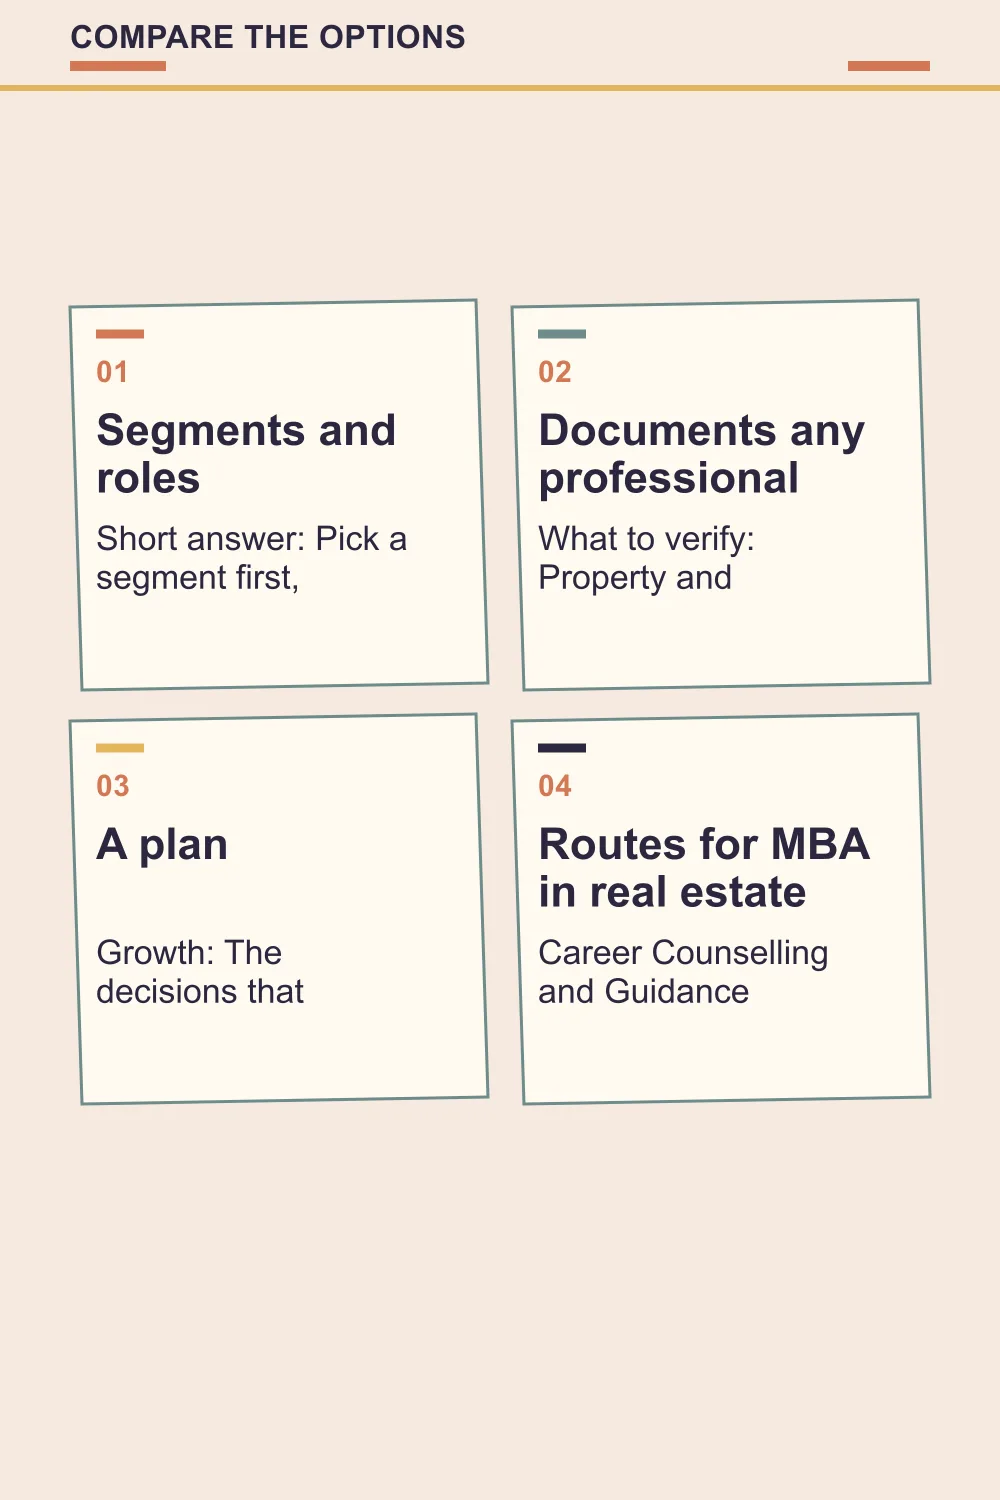 COMPARE THE OPTIONS
01
Segments and
roles
Short answer: Pick a
segment first,
02
Documents any
professional
What to verify:
Property and
03
A plan
Growth: The
decisions that
04
Routes for MBA
in real estate
Career Counselling
and Guidance